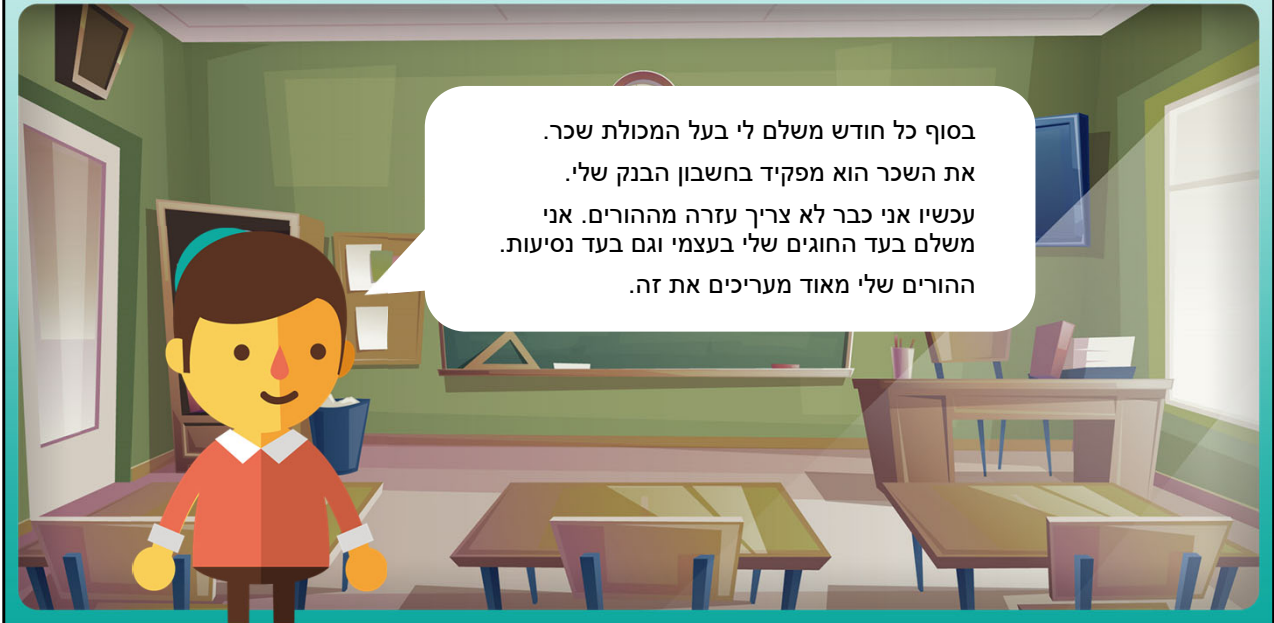 בסוף כל חודש משלם לי בעל המכולת שכר.
את השכר הוא מפקיד בחשבון הבנק שלי.
עכשיו אני כבר לא צריך עזרה מההורים. אני
משלם בעד החוגים שלי בעצמי וגם בעד נסיעות.
ההורים שלי מאוד מעריכים את זה.